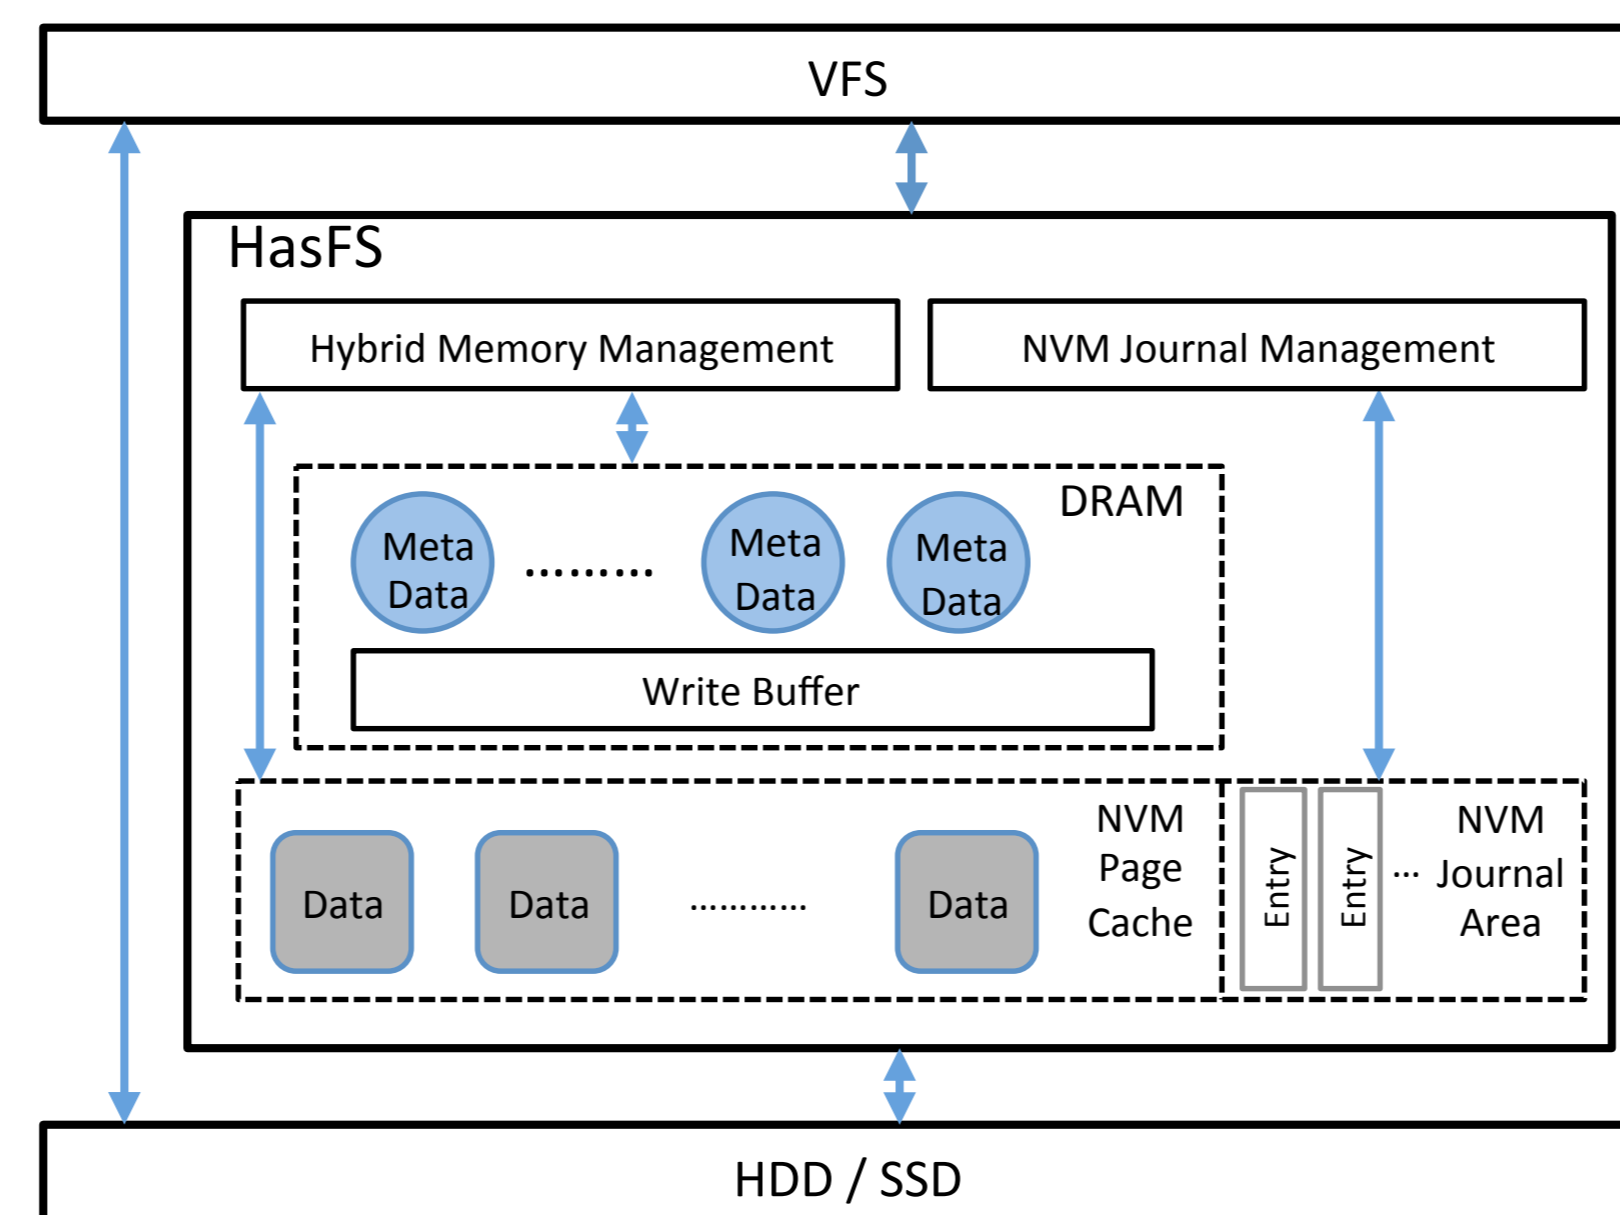 VFS
HasFS
Hybrid Memory Management
NVM Journal Management
DRAM
Meta
Data
.........
Meta
Data
Meta
Data
Write Buffer
Data
Data
............
Data
NVM
Page
Cache
Entry
Entry
...
NVM
Journal
Area
HDD / SSD